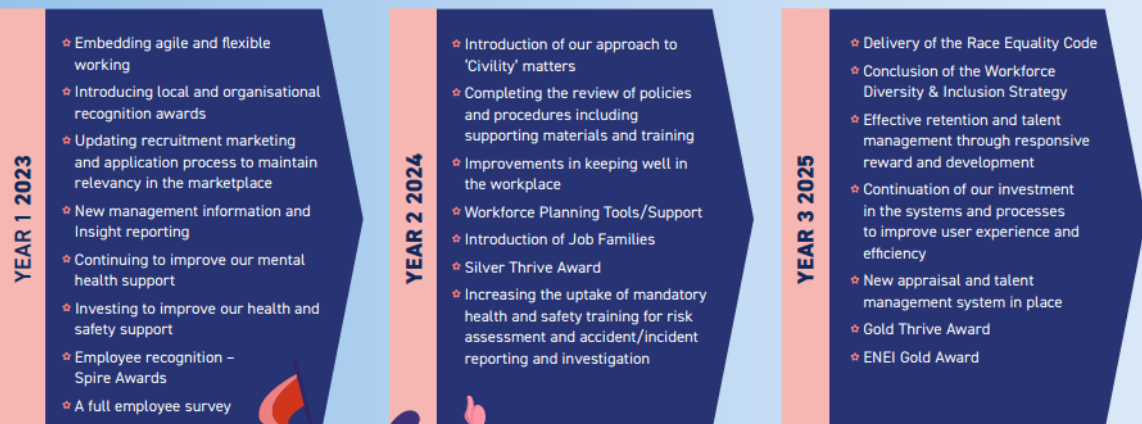 YEAR 1 2023
Embedding agile and flexible
working
Introducing local and organisational
recognition awards
Updating recruitment marketing
and application process to maintain
relevancy in the marketplace
New management information and
Insight reporting
Continuing to improve our mental
health support
Investing to improve our health and
safety support
Employee recognition –
Spire Awards
A full employee survey
YEAR 2 2024
Introduction of our approach to
‘Civility’ matters
Completing the review of policies
and procedures including
supporting materials and training
Improvements in keeping well in
the workplace
Workforce Planning Tools/Support
Introduction of Job Families
Silver Thrive Award
Increasing the uptake of mandatory
health and safety training for risk
assessment and accident/incident
reporting and investigation
YEAR 3 2025
Delivery of the Race Equality Code
Conclusion of the Workforce
Diversity & Inclusion Strategy
Effective retention and talent
management through responsive
reward and development
Continuation of our investment
in the systems and processes
to improve user experience and
efficiency
New appraisal and talent
management system in place
Gold Thrive Award
ENEI Gold Award